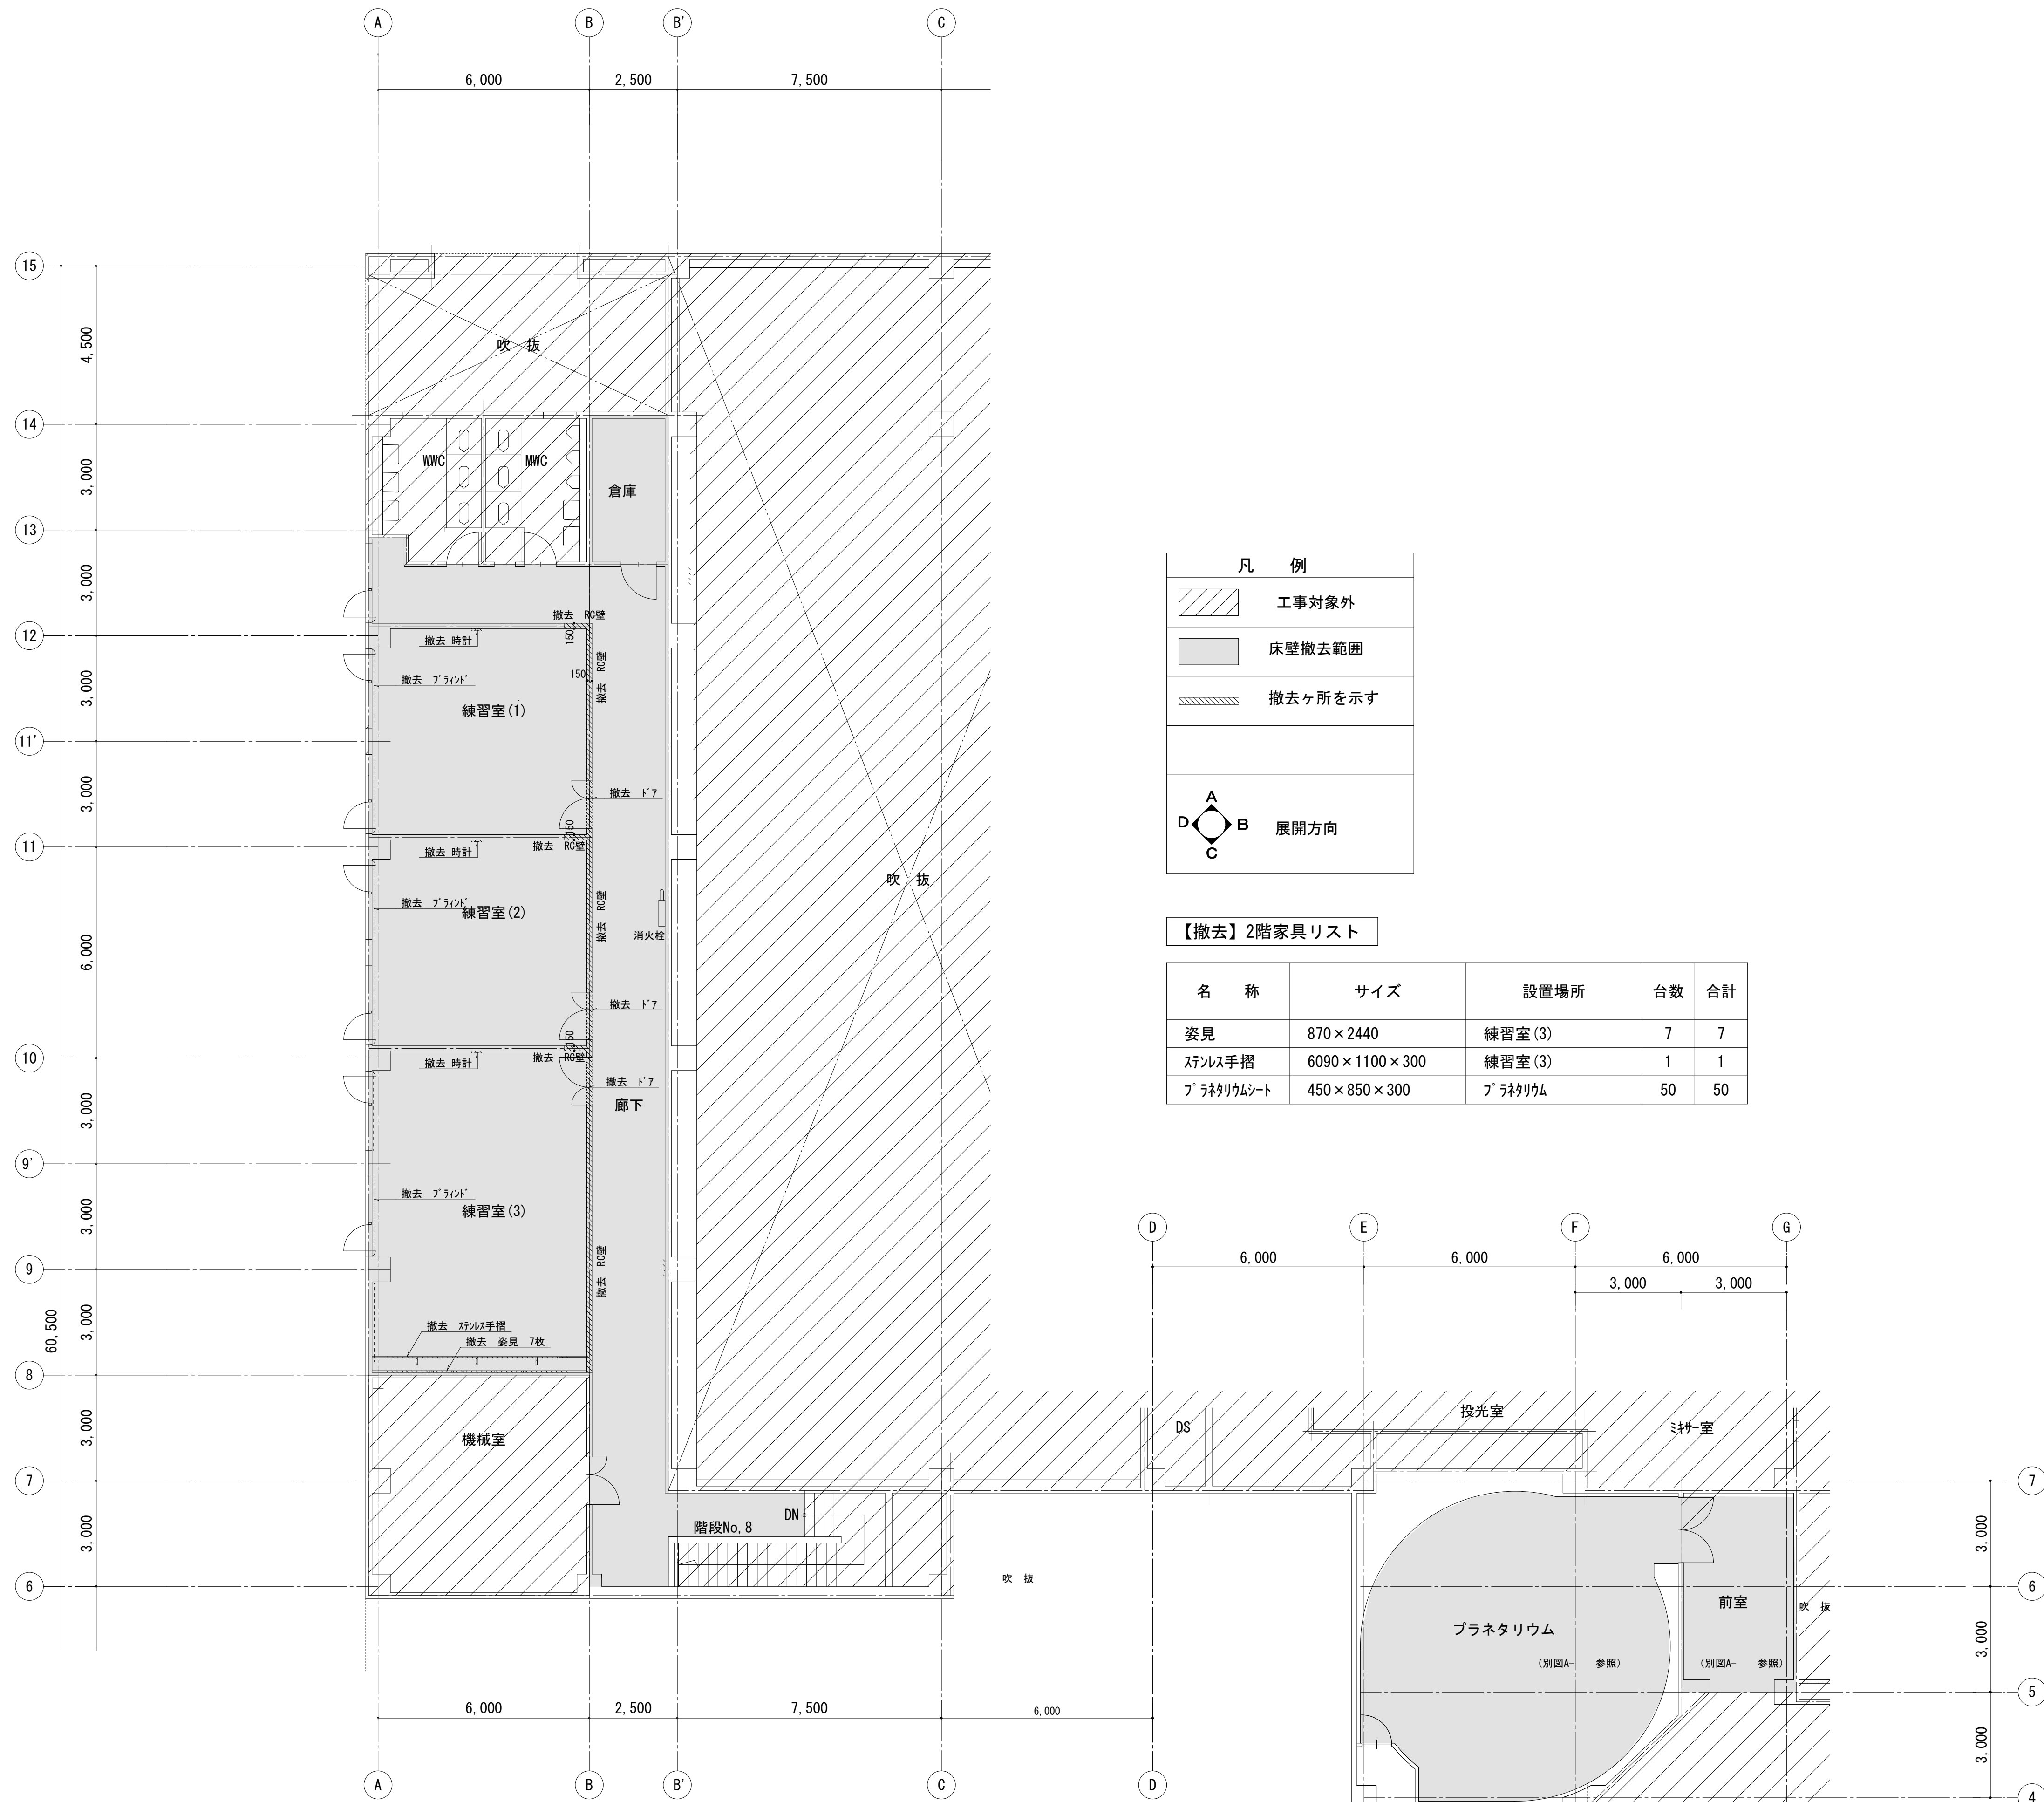 A B B' C
6,000 2,500 7,500
15
4,500
吹 抜
14
WWC MWC
3,000
倉庫
13
3,000
撤去 RC壁
12
150
撤去 時計
撤去 RC壁
3,000
150
撤去 ブラインド
練習室(1)
11'
3,000
撤去 ドア
150
11
撤去 時計
撤去 RC壁
吹 抜
撤去 ブラインド
撤去 RC壁
練習室(2)
消火栓
6,000
撤去 ドア
150
10
撤去 時計
撤去 RC壁
撤去 ドア
廊下
3,000
9'
撤去 ブラインド
練習室(3)
3,000
撤去 RC壁
9
60,500
3,000
撤去 ステンレス手摺
撤去 姿見 7枚
8
3,000
機械室
7
DN
階段No,8
3,000
6
吹 抜
6,000 2,500 7,500 6,000
A B B' C D
凡 例
工事対象外
床壁撤去範囲
撤去ヶ所を示す
A
D B
C
展開方向
【撤去】2階家具リスト
名 称 サイズ 設置場所 台数 合計
姿見 870×2440 練習室(3) 7 7
ステンレス手摺 6090×1100×300 練習室(3) 1 1
プラネタリウムシート 450×850×300 プラネタリウム 50 50
D E F G
6,000 6,000 6,000
3,000 3,000
DS
投光室
ミキサー室
7
3,000
6
前室
吹 抜
プラネタリウム
(別図A- 参照)
(別図A- 参照)
3,000
5
3,000
4